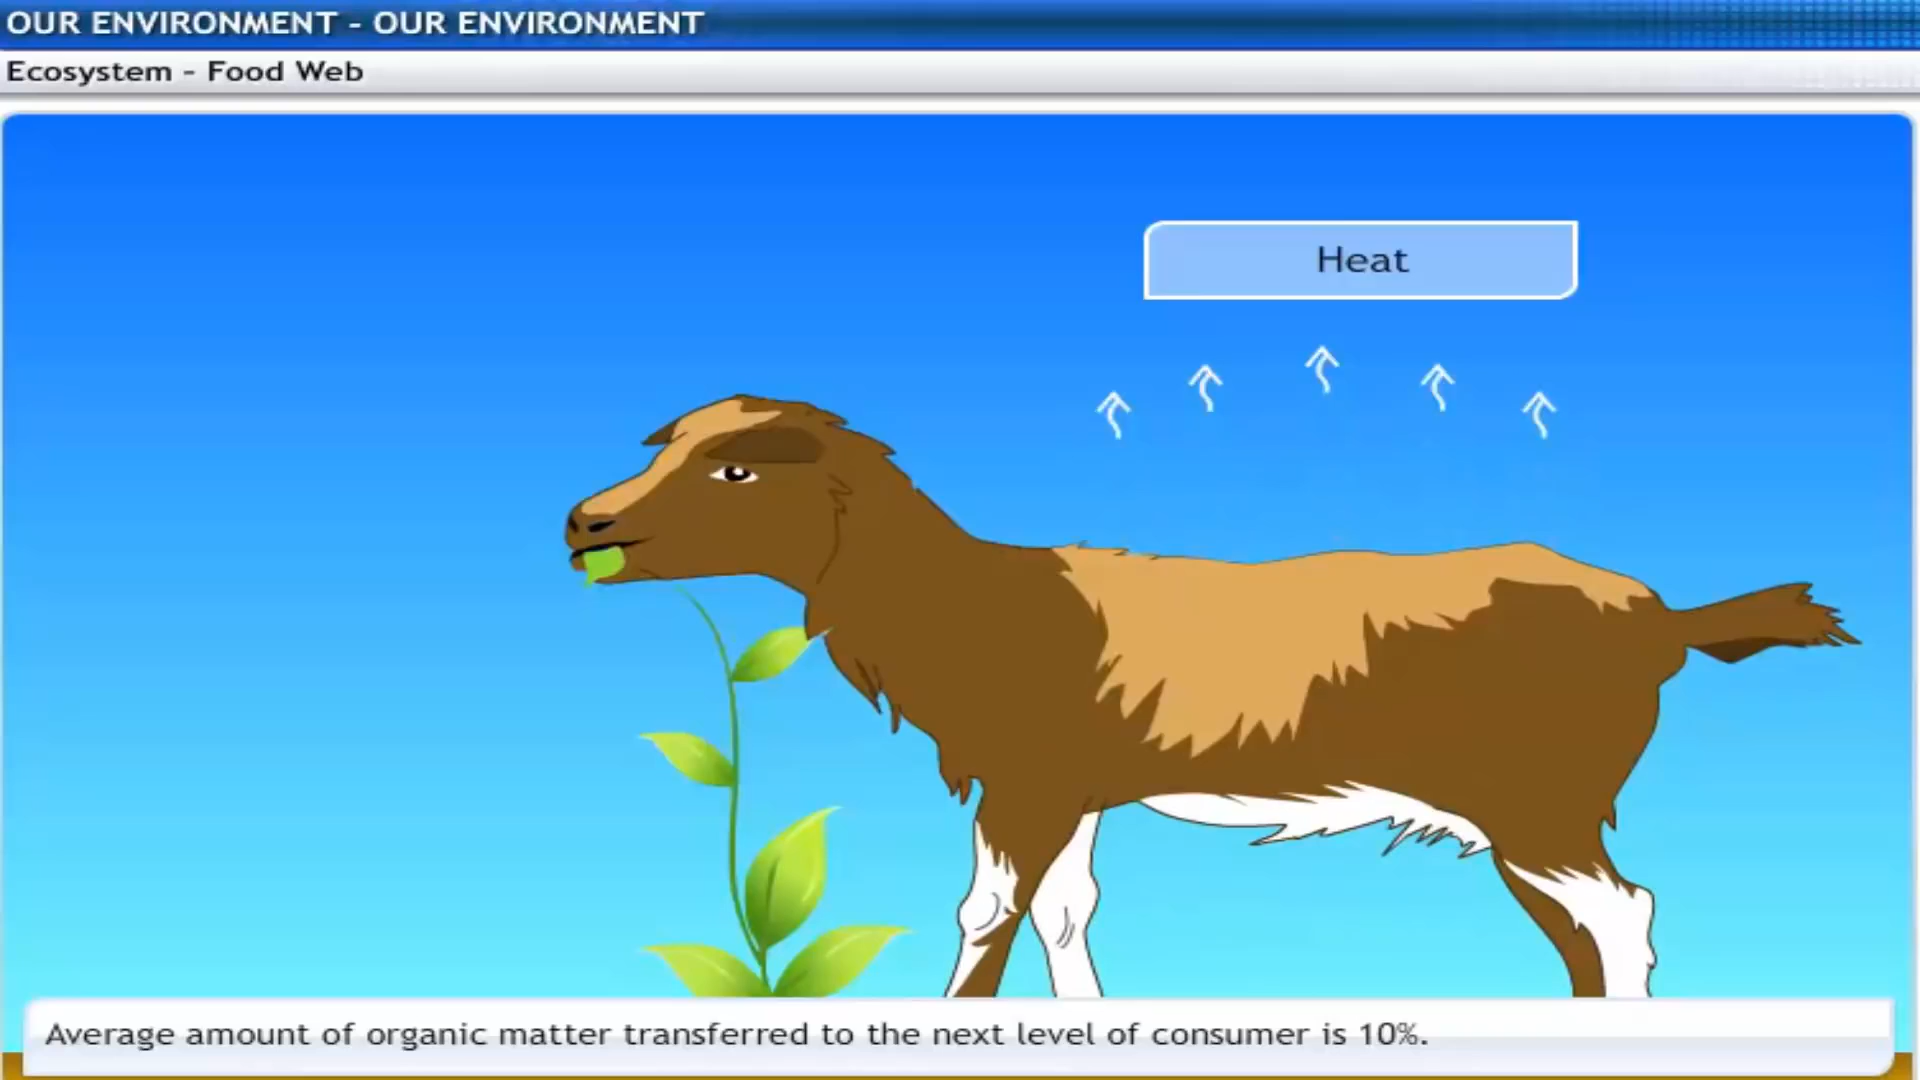 OUR ENVIRONMENT - OUR ENVIRONMENT
Ecosystem - Food Web
Heat
Average amount of organic matter transferred to the next level of consumer is 10%.